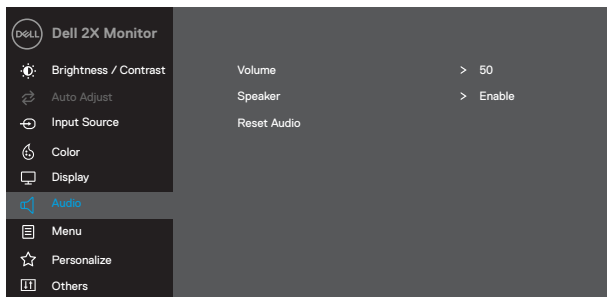 DELL Dell 2X Monitor
Brightness / Contrast
Auto Adjust
Input Source
Color
Display
Audio
Menu
Personalize
Others
Volume > 50
Speaker > Enable
Reset Audio